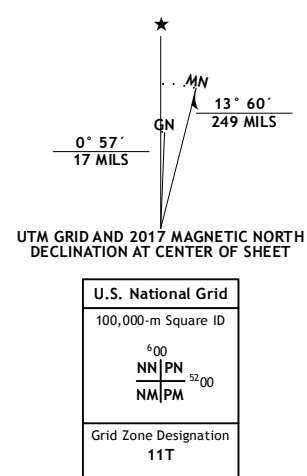 ★
MN
GN
13° 60´
249 MILS
0° 57´
17 MILS
UTM GRID AND 2017 MAGNETIC NORTH
DECLINATION AT CENTER OF SHEET
U.S. National Grid
100,000-m Square ID
⁶00
NN PN
⁵²00
NM PM
Grid Zone Designation
11T